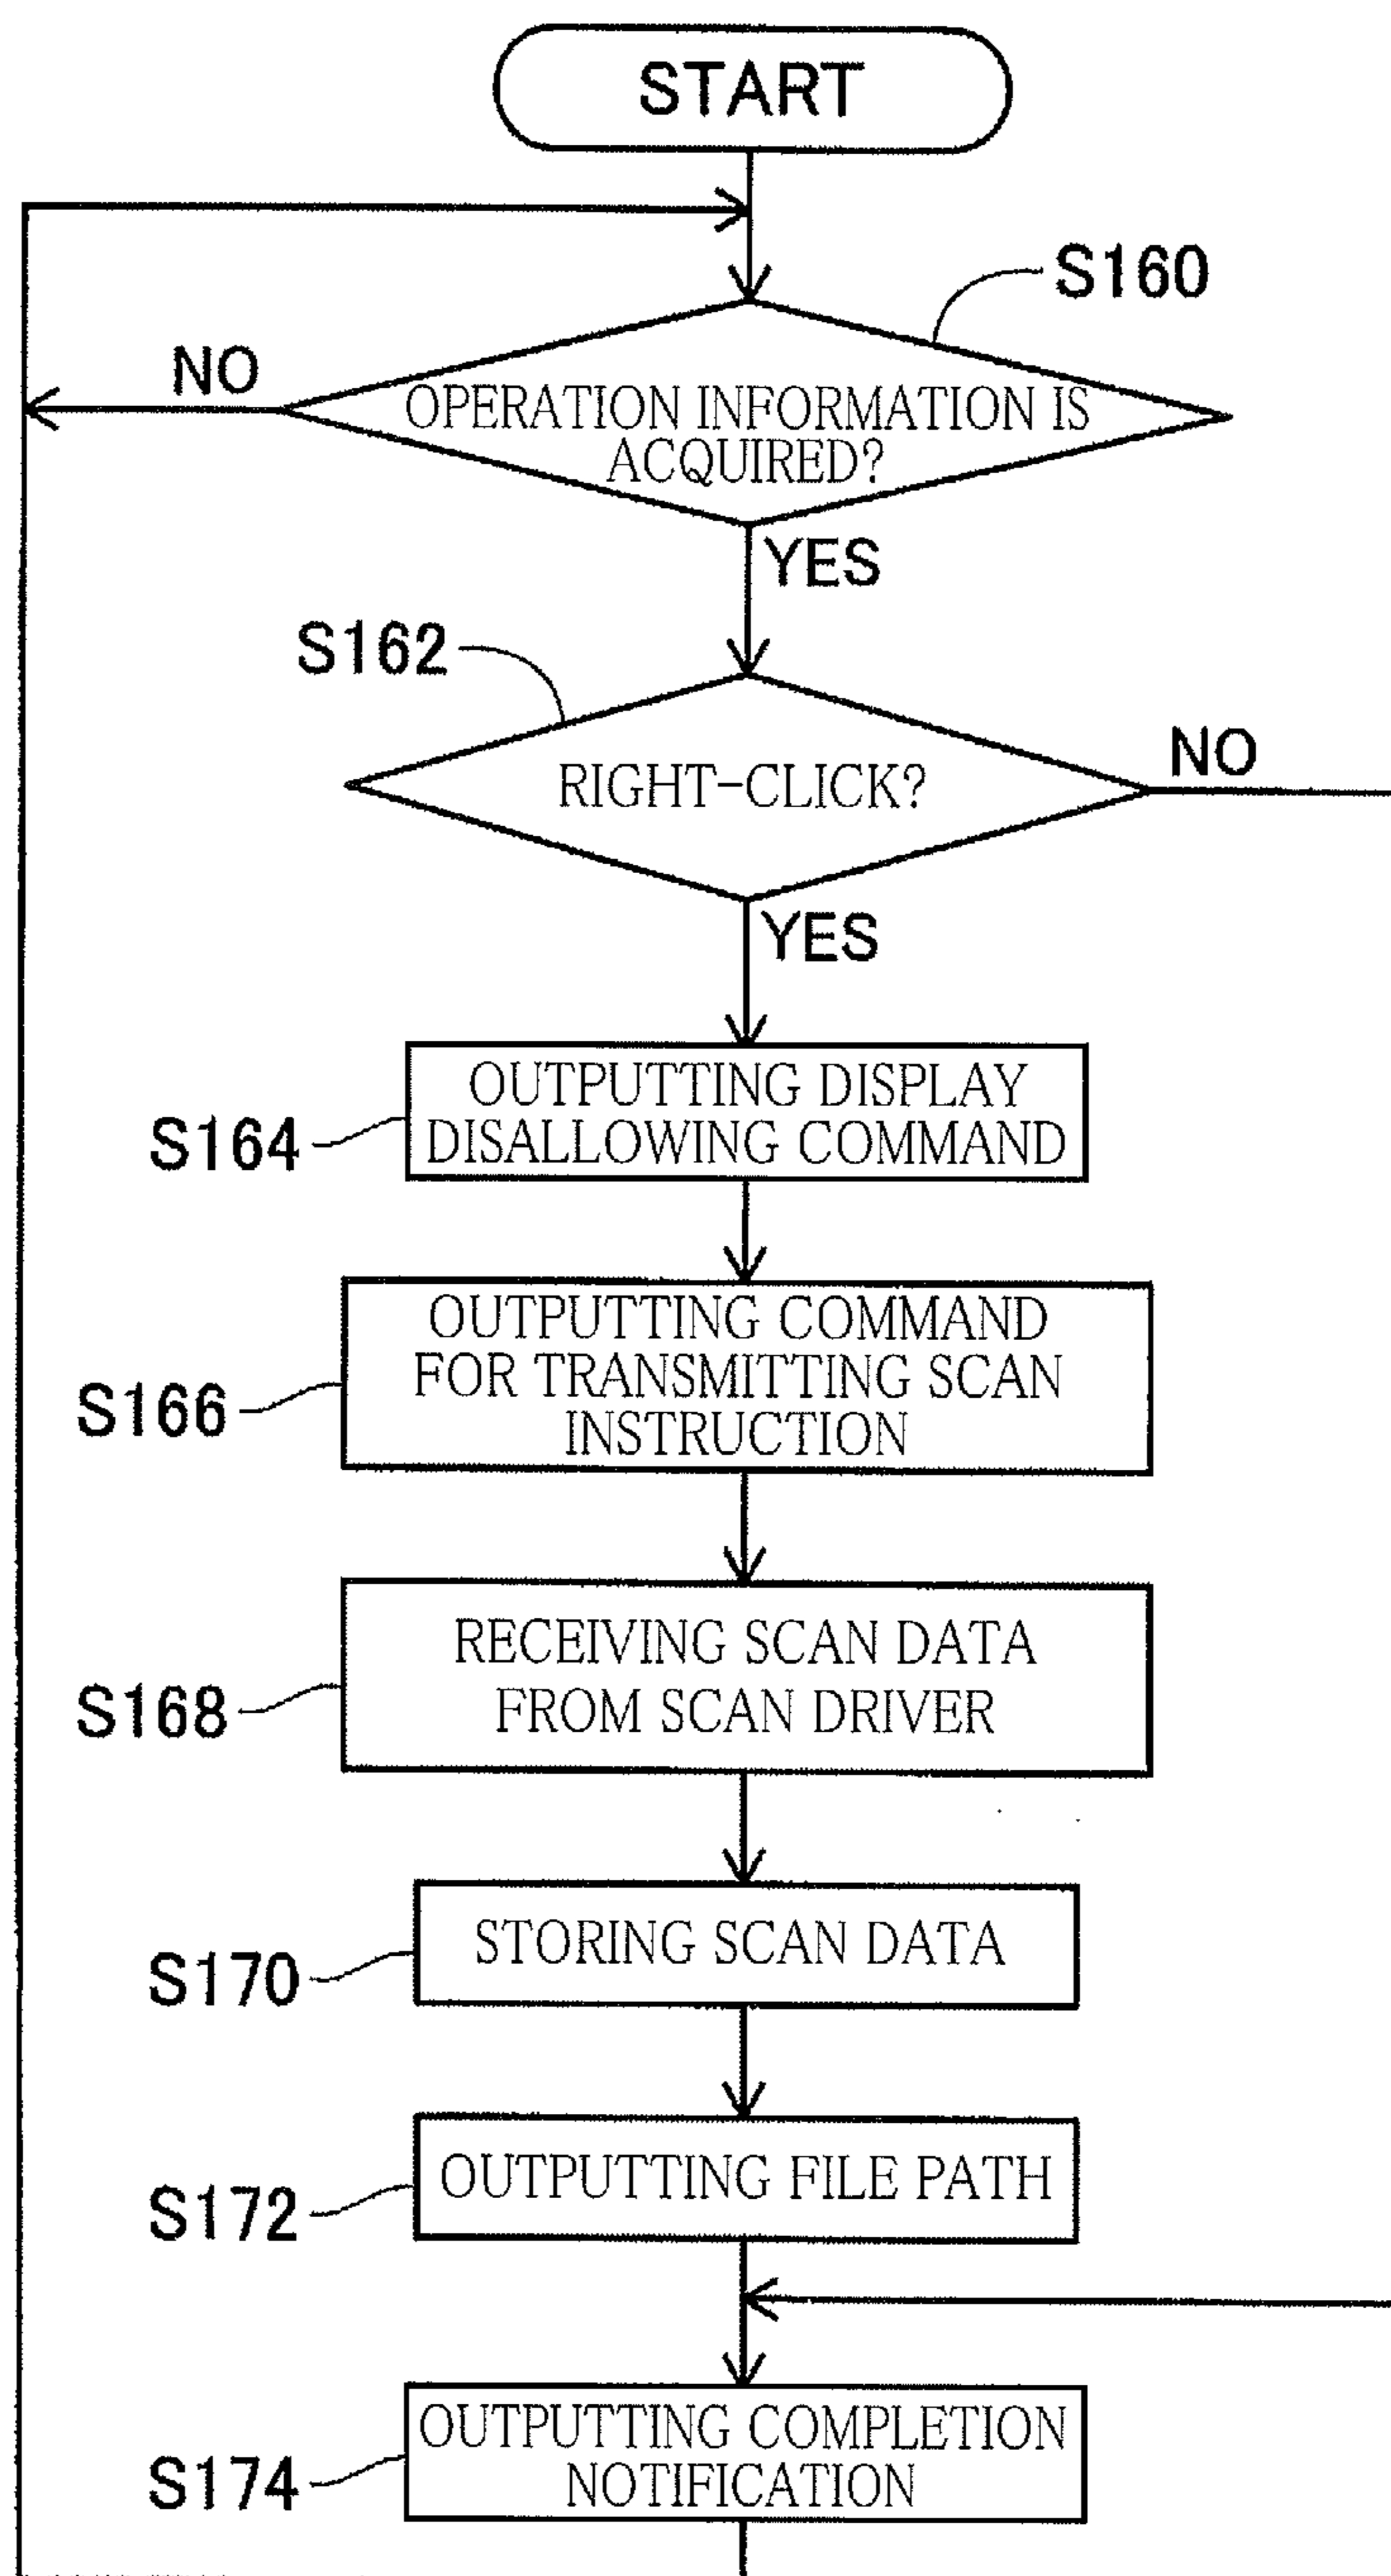 START
S160
NO
OPERATION INFORMATION IS
ACQUIRED?
YES
S162
RIGHT-CLICK?
NO
YES
S164
OUTPUTTING DISPLAY
DISALLOWING COMMAND
S166
OUTPUTTING COMMAND
FOR TRANSMITTING SCAN
INSTRUCTION
S168
RECEIVING SCAN DATA
FROM SCAN DRIVER
S170
STORING SCAN DATA
S172
OUTPUTTING FILE PATH
S174
OUTPUTTING COMPLETION
NOTIFICATION